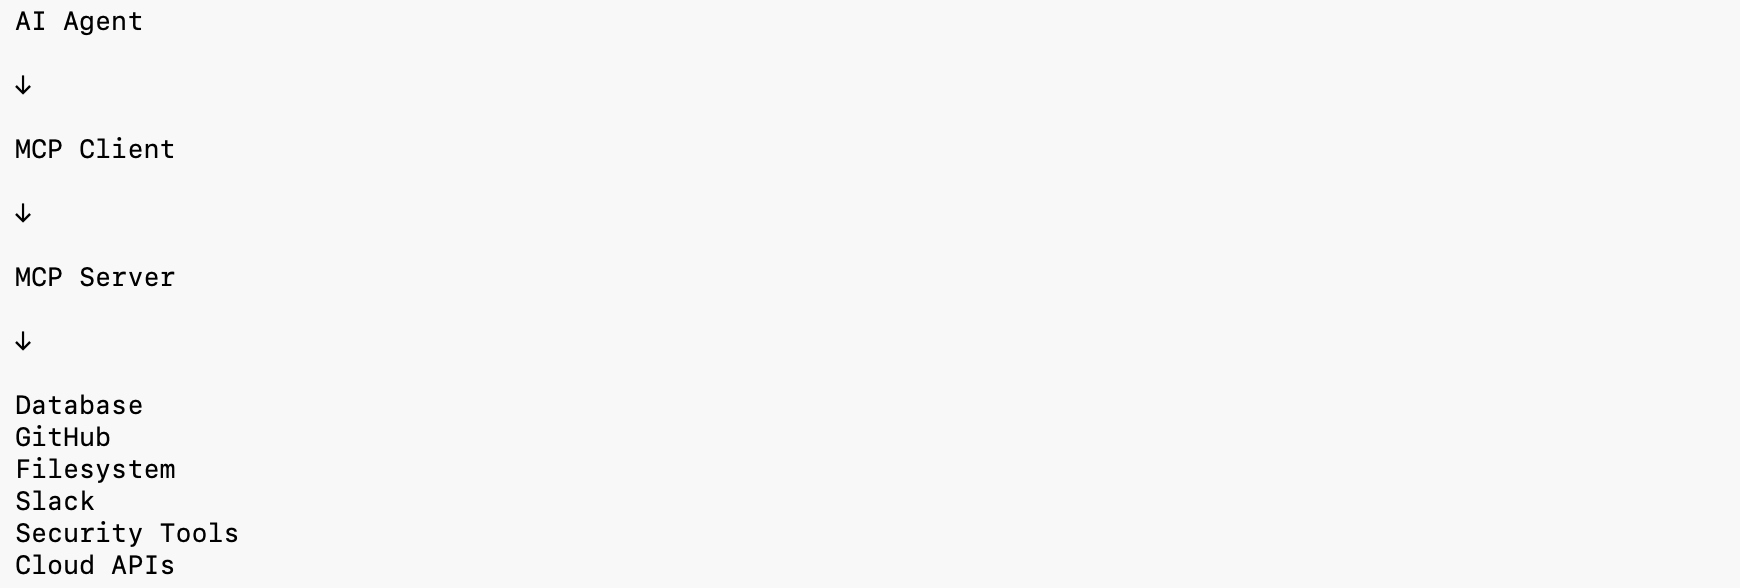 AI Agent
↓
MCP Client
↓
MCP Server
↓
Database
GitHub
Filesystem
Slack
Security Tools
Cloud APIs